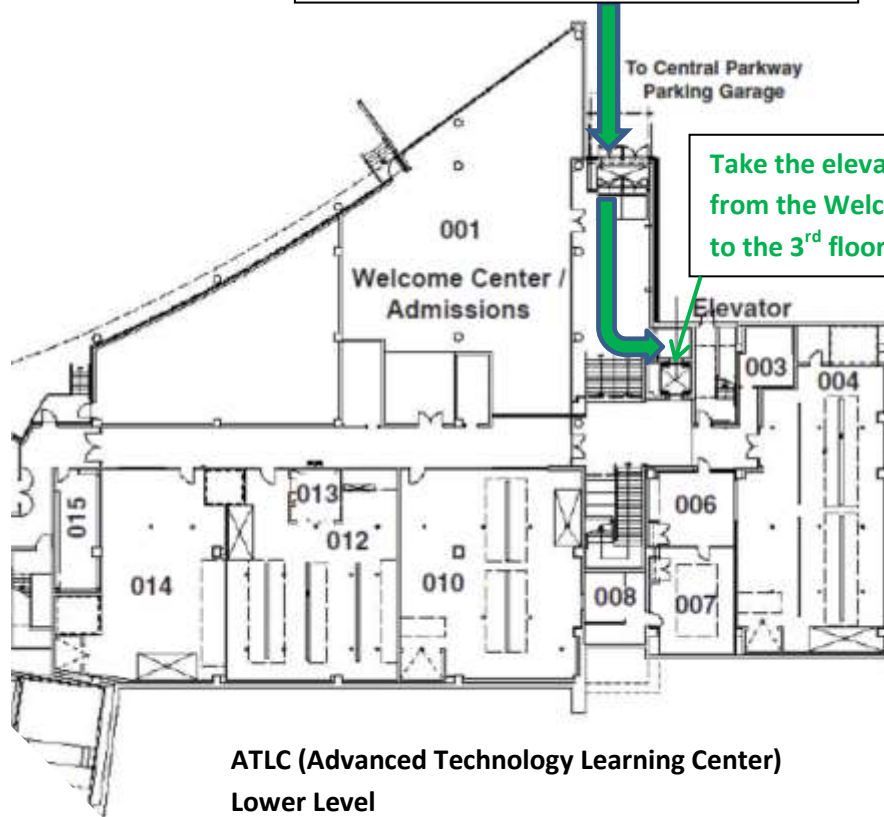 To Central Parkway
Parking Garage
Take the eleva
from the Welc
to the 3rd floor
001
Welcome Center /
Admissions
Elevator
003
004
013
015
012
006
014
010
008
007
ATLC (Advanced Technology Learning Center)
Lower Level